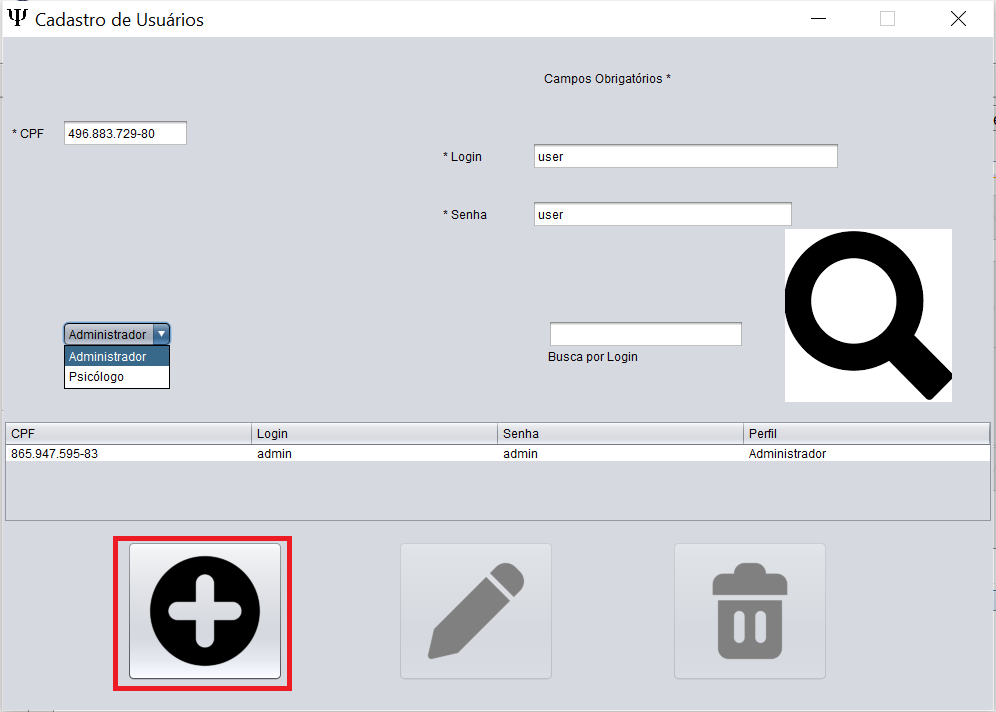 Ψ Cadastro de Usuários
Campos Obrigatórios *
* CPF 496.883.729-80
* Login user
* Senha user
Administrador
Administrador
Psicólogo
Busca por Login
CPF Login Senha Perfil
865.947.595-83 admin admin Administrador